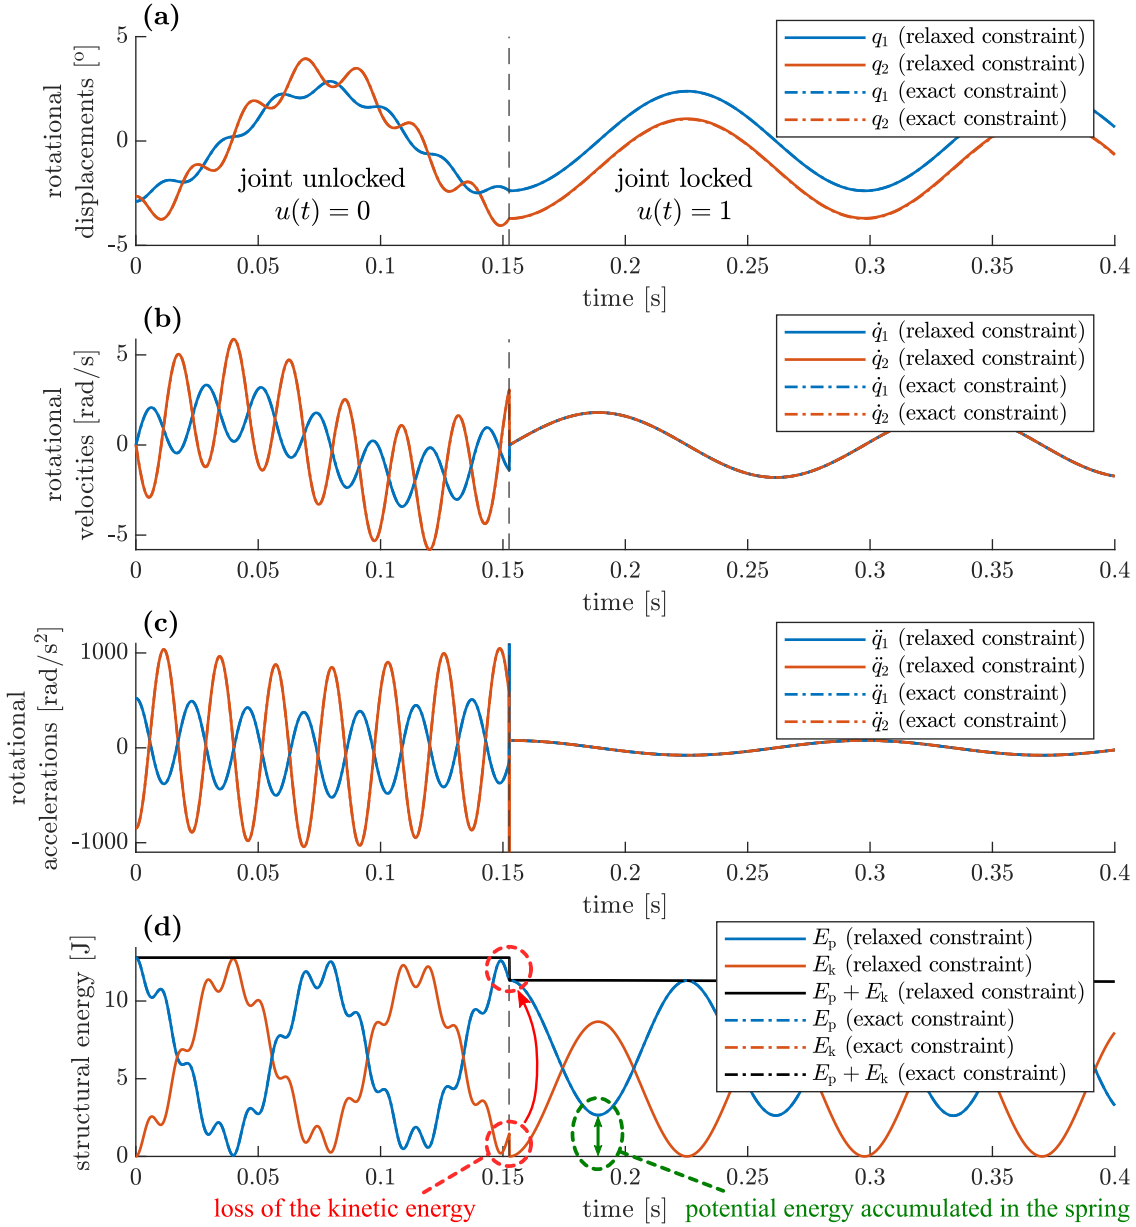 (a)
rotational
displacements [º]
5
0
-5
q₁ (relaxed constraint)
q₂ (relaxed constraint)
q₁ (exact constraint)
q₂ (exact constraint)
joint unlocked
u(t) = 0
joint locked
u(t) = 1
0 0.05 0.1 0.15 0.2 0.25 0.3 0.35 0.4
time [s]
(b)
rotational
velocities [rad/s]
5
0
-5
q̇₁ (relaxed constraint)
q̇₂ (relaxed constraint)
q̇₁ (exact constraint)
q̇₂ (exact constraint)
0 0.05 0.1 0.15 0.2 0.25 0.3 0.35 0.4
time [s]
(c)
rotational
accelerations [rad/s²]
1000
0
-1000
q̈₁ (relaxed constraint)
q̈₂ (relaxed constraint)
q̈₁ (exact constraint)
q̈₂ (exact constraint)
0 0.05 0.1 0.15 0.2 0.25 0.3 0.35 0.4
time [s]
(d)
structural energy [J]
10
5
0
Eₚ (relaxed constraint)
Eₖ (relaxed constraint)
Eₚ + Eₖ (relaxed constraint)
Eₚ (exact constraint)
Eₖ (exact constraint)
Eₚ + Eₖ (exact constraint)
0 0.05 0.1 0.15 0.2 0.25 0.3 0.35 0.4
time [s]
loss of the kinetic energy
potential energy accumulated in the spring